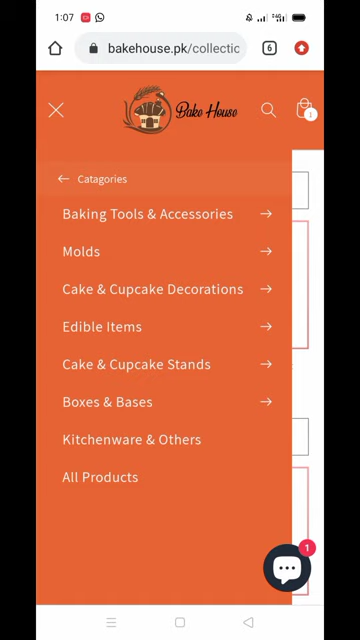 1:07
bakehouse.pk/collectic
6
Bake House
1
Catagories
Baking Tools & Accessories
Molds
Cake & Cupcake Decorations
Edible Items
Cake & Cupcake Stands
Boxes & Bases
Kitchenware & Others
All Products
1